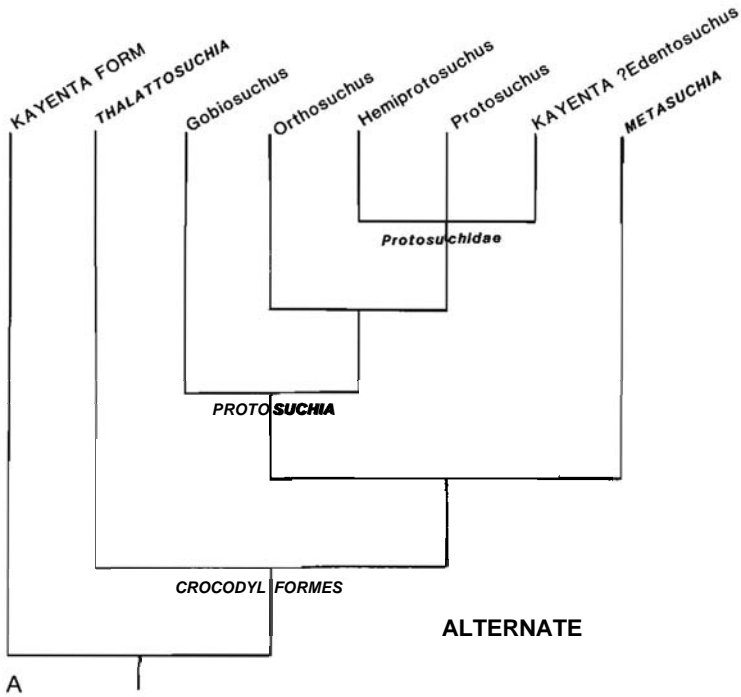 KAYENTA FORM
THALATTOSUCHIA
Gobiosuchus
Orthosuchus
Hemiprotosuchus
Protosuchus
KAYENTA ?Edentosuchus
METASUCHIA
Protosuchidae
PROTOSUCHIA
CROCODYL FORMES
ALTERNATE
A